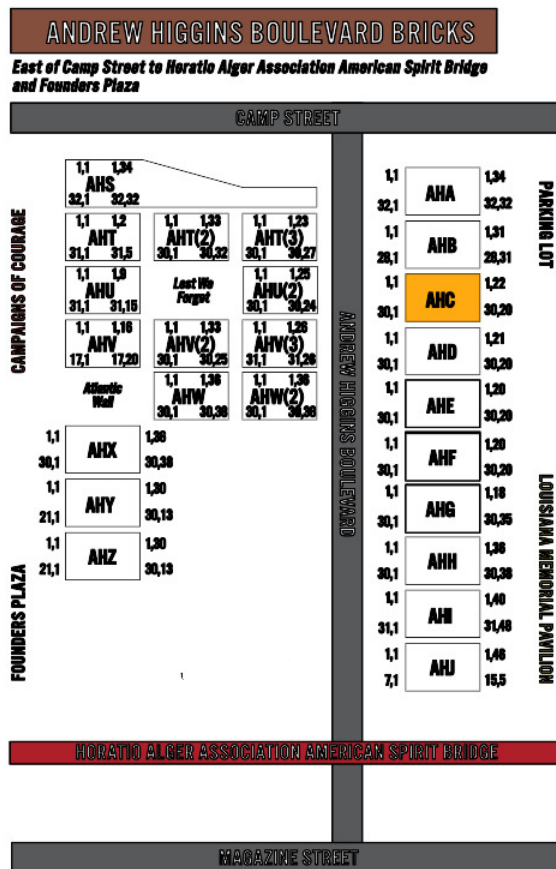 ANDREW HIGGINS BOULEVARD BRICKS
East of Camp Street to Horatio Alger Association American Spirit Bridge
and Founders Plaza
CAMP STREET
CAMPAIGNS OF COURAGE
FOUNDERS PLAZA
1,1 1,34
AHS
32,1 32,32
1,1 1,2
AHT
31,1 31,5
1,1 1,33
AHT(2)
30,1 30,32
1,1 1,23
AHT(3)
30,1 30,27
1,1 1,9
AHU
31,1 31,15
Lest We
Forget
1,1 1,25
AHU(2)
30,1 30,24
1,1 1,16
AHV
17,1 17,20
1,1 1,33
AHV(2)
30,1 30,25
1,1 1,26
AHV(3)
31,1 31,26
Atlantic
Wall
1,1 1,36
AHW
30,1 30,38
1,1 1,36
AHW(2)
30,1 30,38
1,1 1,36
AHX
30,1 30,38
1,1 1,30
AHY
21,1 30,13
1,1 1,30
AHZ
21,1 30,13
ANDREW HIGGINS BOULEVARD
1,1 1,34
AHA
32,1 32,32
1,1 1,31
AHB
28,1 28,31
1,1 1,22
AHC
30,1 30,20
1,1 1,21
AHD
30,1 30,20
1,1 1,20
AHE
30,1 30,20
1,1 1,20
AHF
30,1 30,20
1,1 1,18
AHG
30,1 30,35
1,1 1,36
AHH
30,1 30,38
1,1 1,40
AHI
31,1 31,48
1,1 1,46
AHJ
7,1 15,5
PARKING LOT
LOUISIANA MEMORIAL PAVILION
HORATIO ALGER ASSOCIATION AMERICAN SPIRIT BRIDGE
MAGAZINE STREET